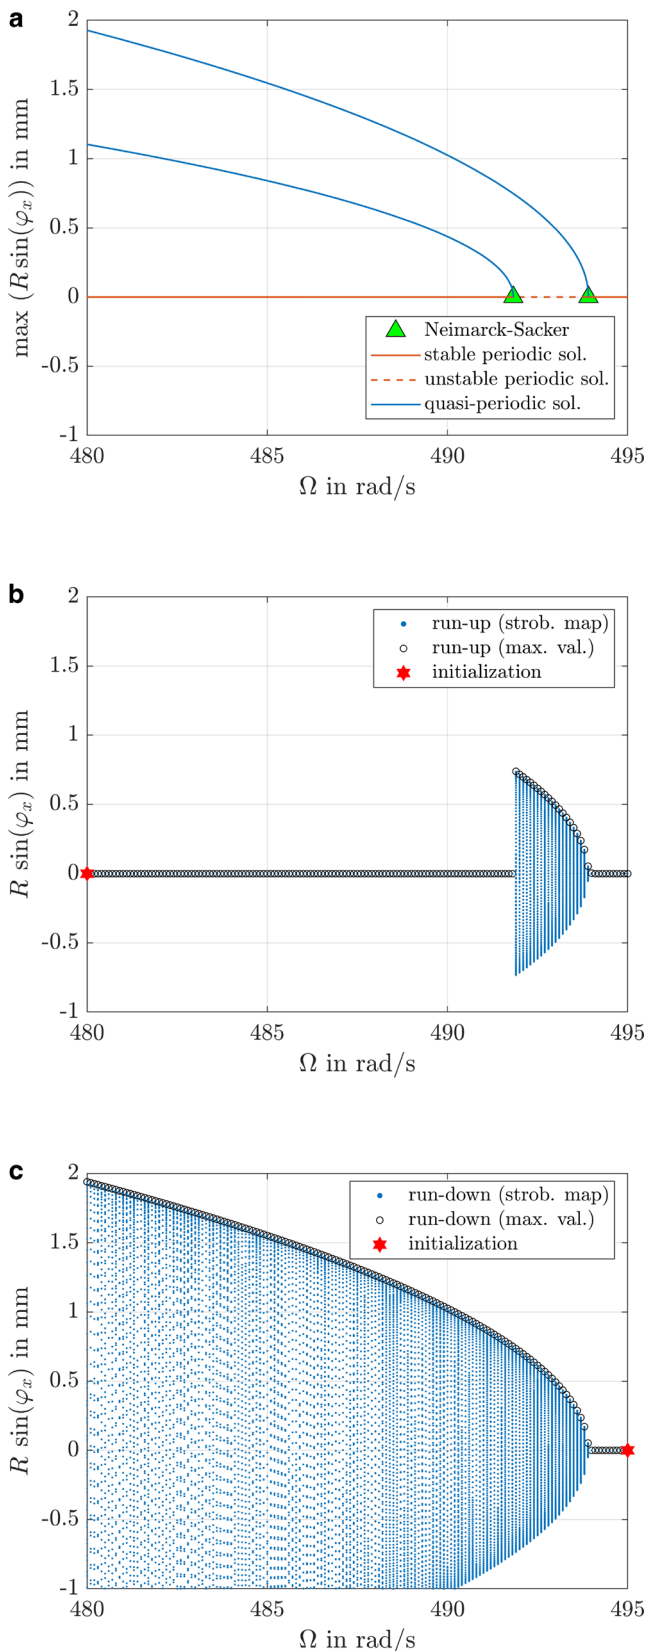 a
2
1.5
1
0.5
0
-0.5
-1
max (R sin(φₓ)) in mm
Neimarck-Sacker
stable periodic sol.
unstable periodic sol.
quasi-periodic sol.
480 485 490 495
Ω in rad/s
b
2
1.5
1
0.5
0
-0.5
-1
R sin(φₓ) in mm
run-up (strob. map)
run-up (max. val.)
initialization
480 485 490 495
Ω in rad/s
c
2
1.5
1
0.5
0
-0.5
-1
R sin(φₓ) in mm
run-down (strob. map)
run-down (max. val.)
initialization
480 485 490 495
Ω in rad/s